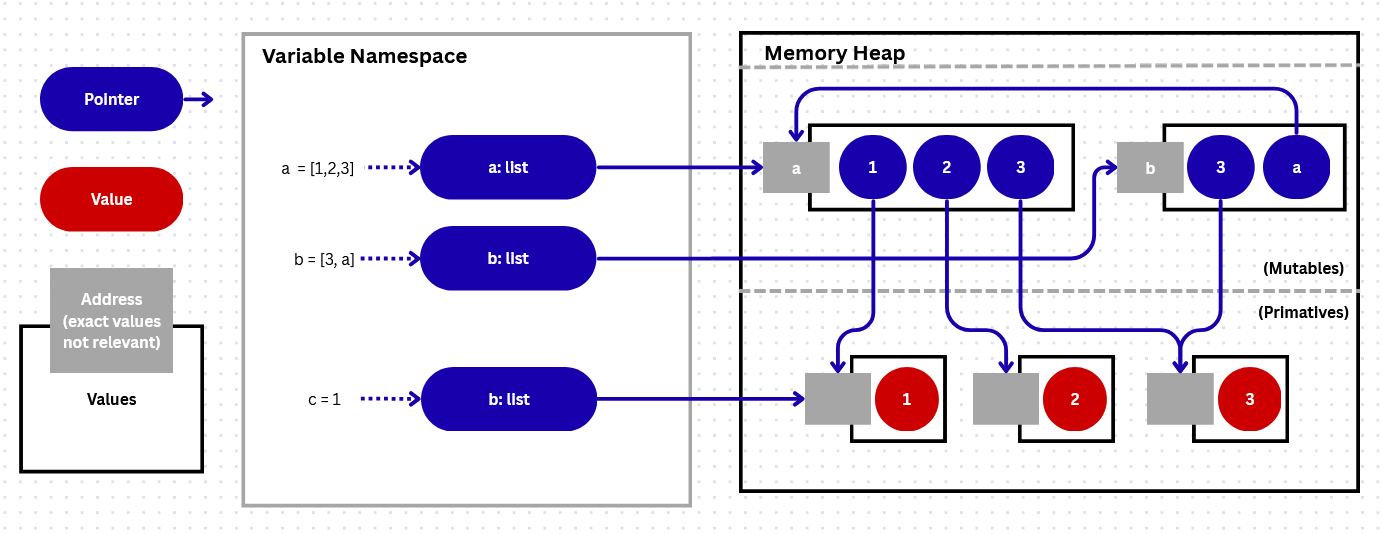 Pointer
Value
Address
(exact values
not relevant)
Values
Variable Namespace
a = [1,2,3]
a: list
b = [3, a]
b: list
c = 1
b: list
Memory Heap
a
1
2
3
b
3
a
(Mutables)
(Primatives)
1
2
3